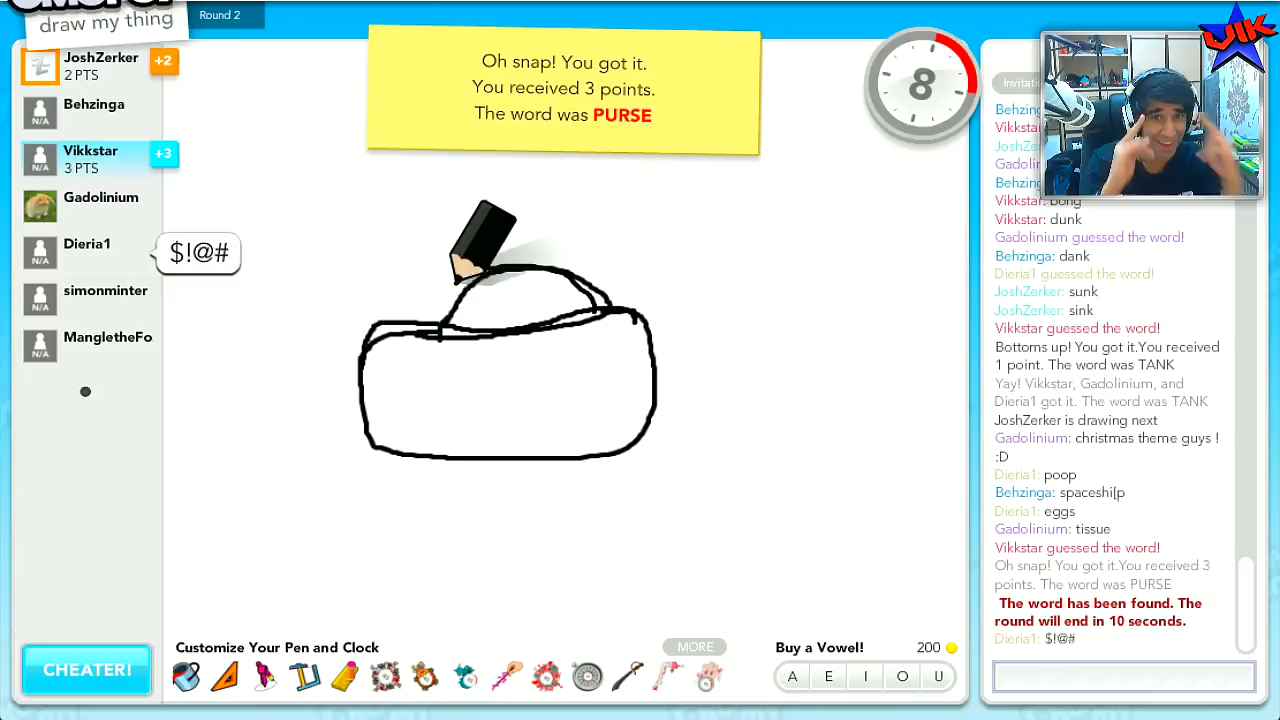 draw my thing
Round 2
JoshZerker
2 PTS
+2
Behzinga
N/A
Vikkstar
3 PTS
+3
N/A
Gadolinium
Dieria1
N/A
$!@#
simonminter
N/A
MangletheFo
N/A
CHEATER!
Oh snap! You got it.
You received 3 points.
The word was PURSE
8
VIK
Customize Your Pen and Clock
MORE
Buy a Vowel!
200
A E I O U
Invitat
Behzing
Vikkstar
JoshZer
Gadolini
Behzing
Vikkstar: bong
Vikkstar: dunk
Gadolinium guessed the word!
Behzinga: dank
Dieria1 guessed the word!
JoshZerker: sunk
JoshZerker: sink
Vikkstar guessed the word!
Bottoms up! You got it.You received
1 point. The word was TANK
Yay! Vikkstar, Gadolinium, and
Dieria1 got it. The word was TANK
JoshZerker is drawing next
Gadolinium: christmas theme guys !
:D
Dieria1: poop
Behzinga: spaceshi[p
Dieria1: eggs
Gadolinium: tissue
Vikkstar guessed the word!
Oh snap! You got it.You received 3
points. The word was PURSE
The word has been found. The
round will end in 10 seconds.
Dieria1: $!@#